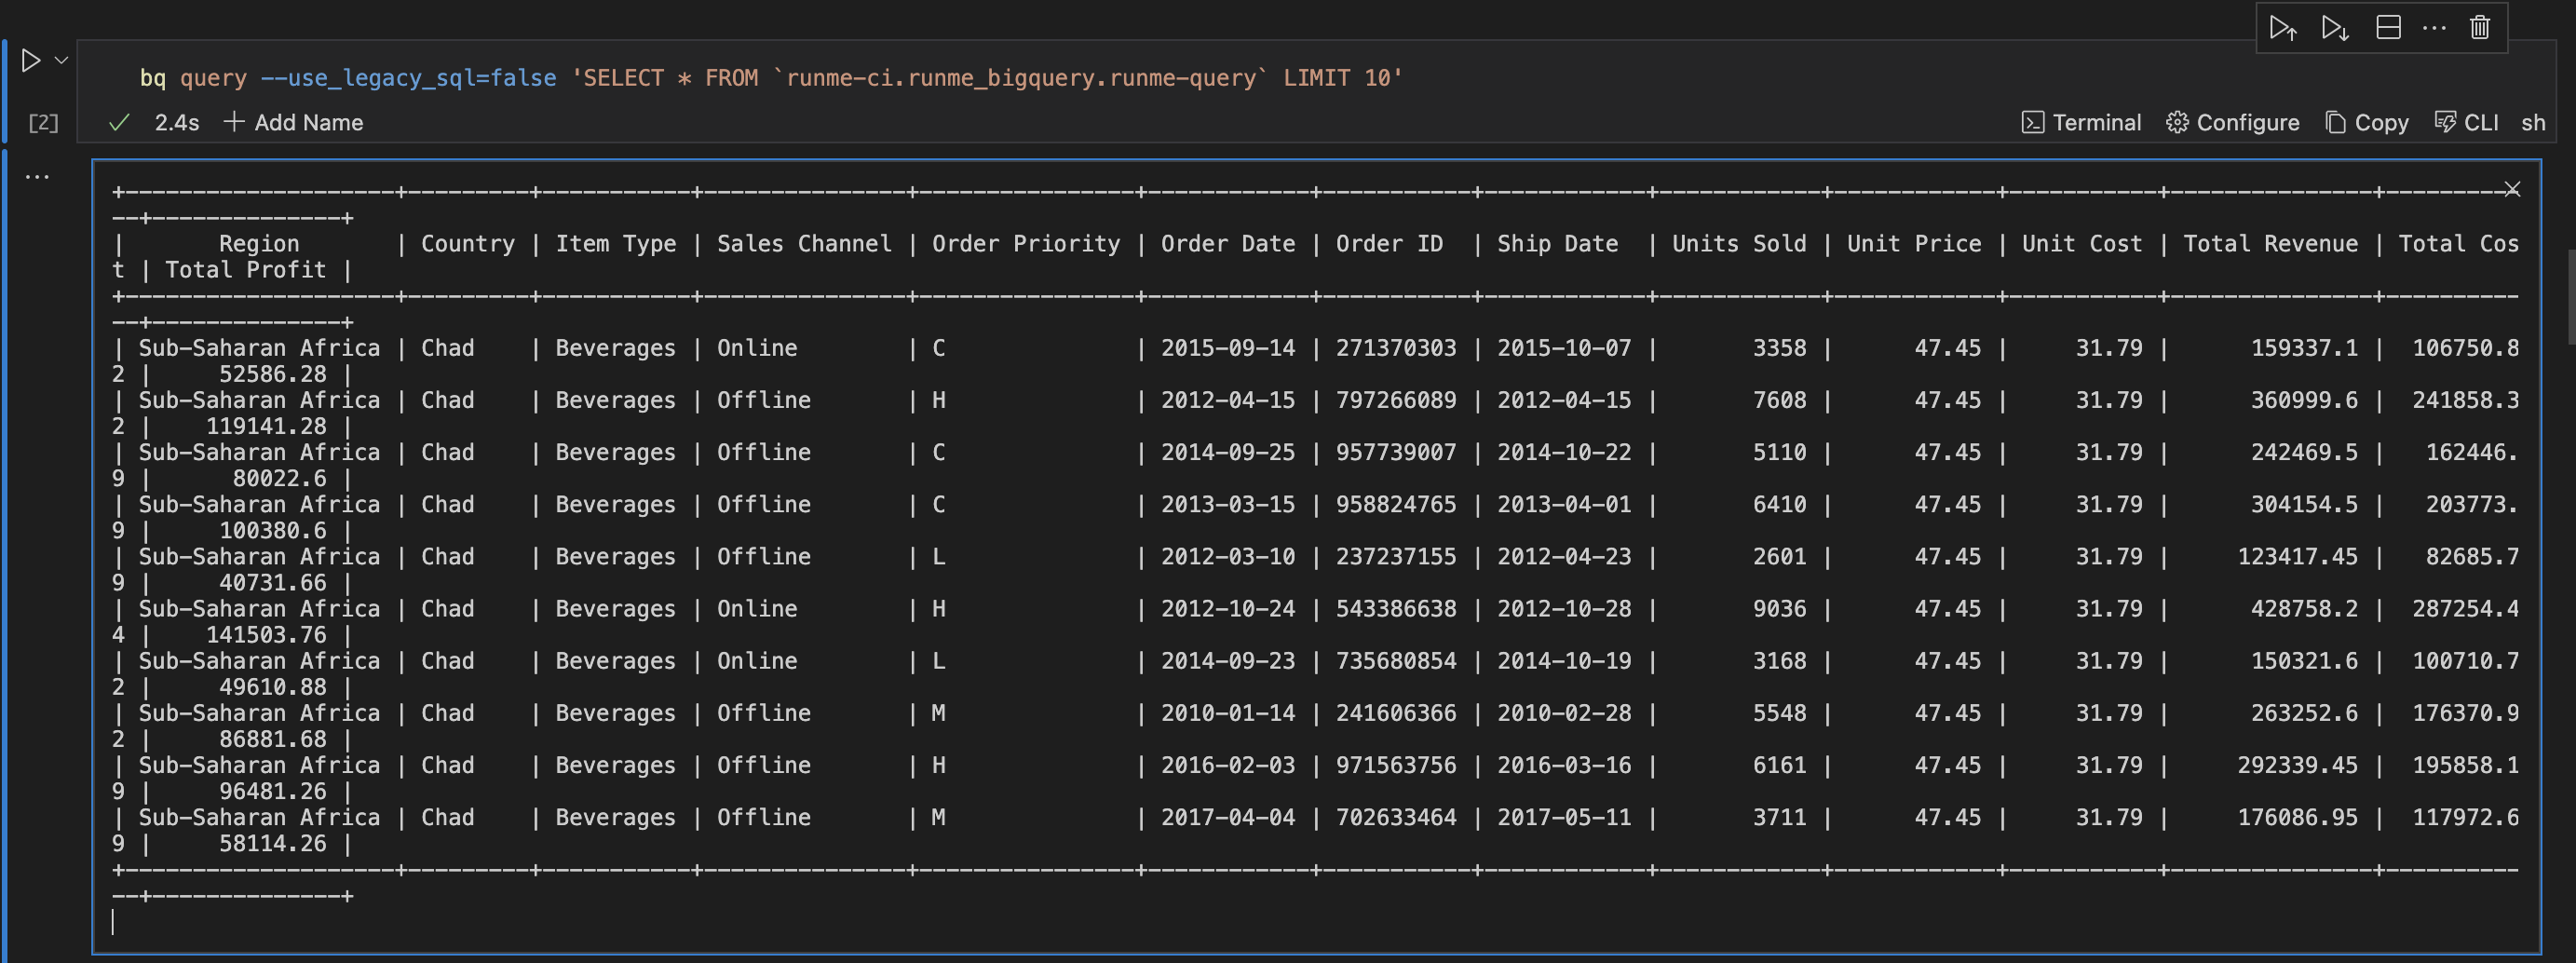 bq query --use_legacy_sql=false 'SELECT * FROM `runme-ci.runme_bigquery.runme-query` LIMIT 10'
[2] 2.4s Add Name Terminal Configure Copy CLI sh
...
+--------------------+---------+-----------+---------------+----------------+------------+-----------+------------+------------+------------+-----------+---------------+----------
--+--------------+
| Region | Country | Item Type | Sales Channel | Order Priority | Order Date | Order ID | Ship Date | Units Sold | Unit Price | Unit Cost | Total Revenue | Total Cos
t | Total Profit |
+--------------------+---------+-----------+---------------+----------------+------------+-----------+------------+------------+------------+-----------+---------------+----------
--+--------------+
| Sub-Saharan Africa | Chad | Beverages | Online | C | 2015-09-14 | 271370303 | 2015-10-07 | 3358 | 47.45 | 31.79 | 159337.1 | 106750.8
2 | 52586.28 |
| Sub-Saharan Africa | Chad | Beverages | Offline | H | 2012-04-15 | 797266089 | 2012-04-15 | 7608 | 47.45 | 31.79 | 360999.6 | 241858.3
2 | 119141.28 |
| Sub-Saharan Africa | Chad | Beverages | Offline | C | 2014-09-25 | 957739007 | 2014-10-22 | 5110 | 47.45 | 31.79 | 242469.5 | 162446.
9 | 80022.6 |
| Sub-Saharan Africa | Chad | Beverages | Offline | C | 2013-03-15 | 958824765 | 2013-04-01 | 6410 | 47.45 | 31.79 | 304154.5 | 203773.
9 | 100380.6 |
| Sub-Saharan Africa | Chad | Beverages | Offline | L | 2012-03-10 | 237237155 | 2012-04-23 | 2601 | 47.45 | 31.79 | 123417.45 | 82685.7
9 | 40731.66 |
| Sub-Saharan Africa | Chad | Beverages | Online | H | 2012-10-24 | 543386638 | 2012-10-28 | 9036 | 47.45 | 31.79 | 428758.2 | 287254.4
4 | 141503.76 |
| Sub-Saharan Africa | Chad | Beverages | Online | L | 2014-09-23 | 735680854 | 2014-10-19 | 3168 | 47.45 | 31.79 | 150321.6 | 100710.7
2 | 49610.88 |
| Sub-Saharan Africa | Chad | Beverages | Offline | M | 2010-01-14 | 241606366 | 2010-02-28 | 5548 | 47.45 | 31.79 | 263252.6 | 176370.9
2 | 86881.68 |
| Sub-Saharan Africa | Chad | Beverages | Offline | H | 2016-02-03 | 971563756 | 2016-03-16 | 6161 | 47.45 | 31.79 | 292339.45 | 195858.1
9 | 96481.26 |
| Sub-Saharan Africa | Chad | Beverages | Offline | M | 2017-04-04 | 702633464 | 2017-05-11 | 3711 | 47.45 | 31.79 | 176086.95 | 117972.6
9 | 58114.26 |
+--------------------+---------+-----------+---------------+----------------+------------+-----------+------------+------------+------------+-----------+---------------+----------
--+--------------+